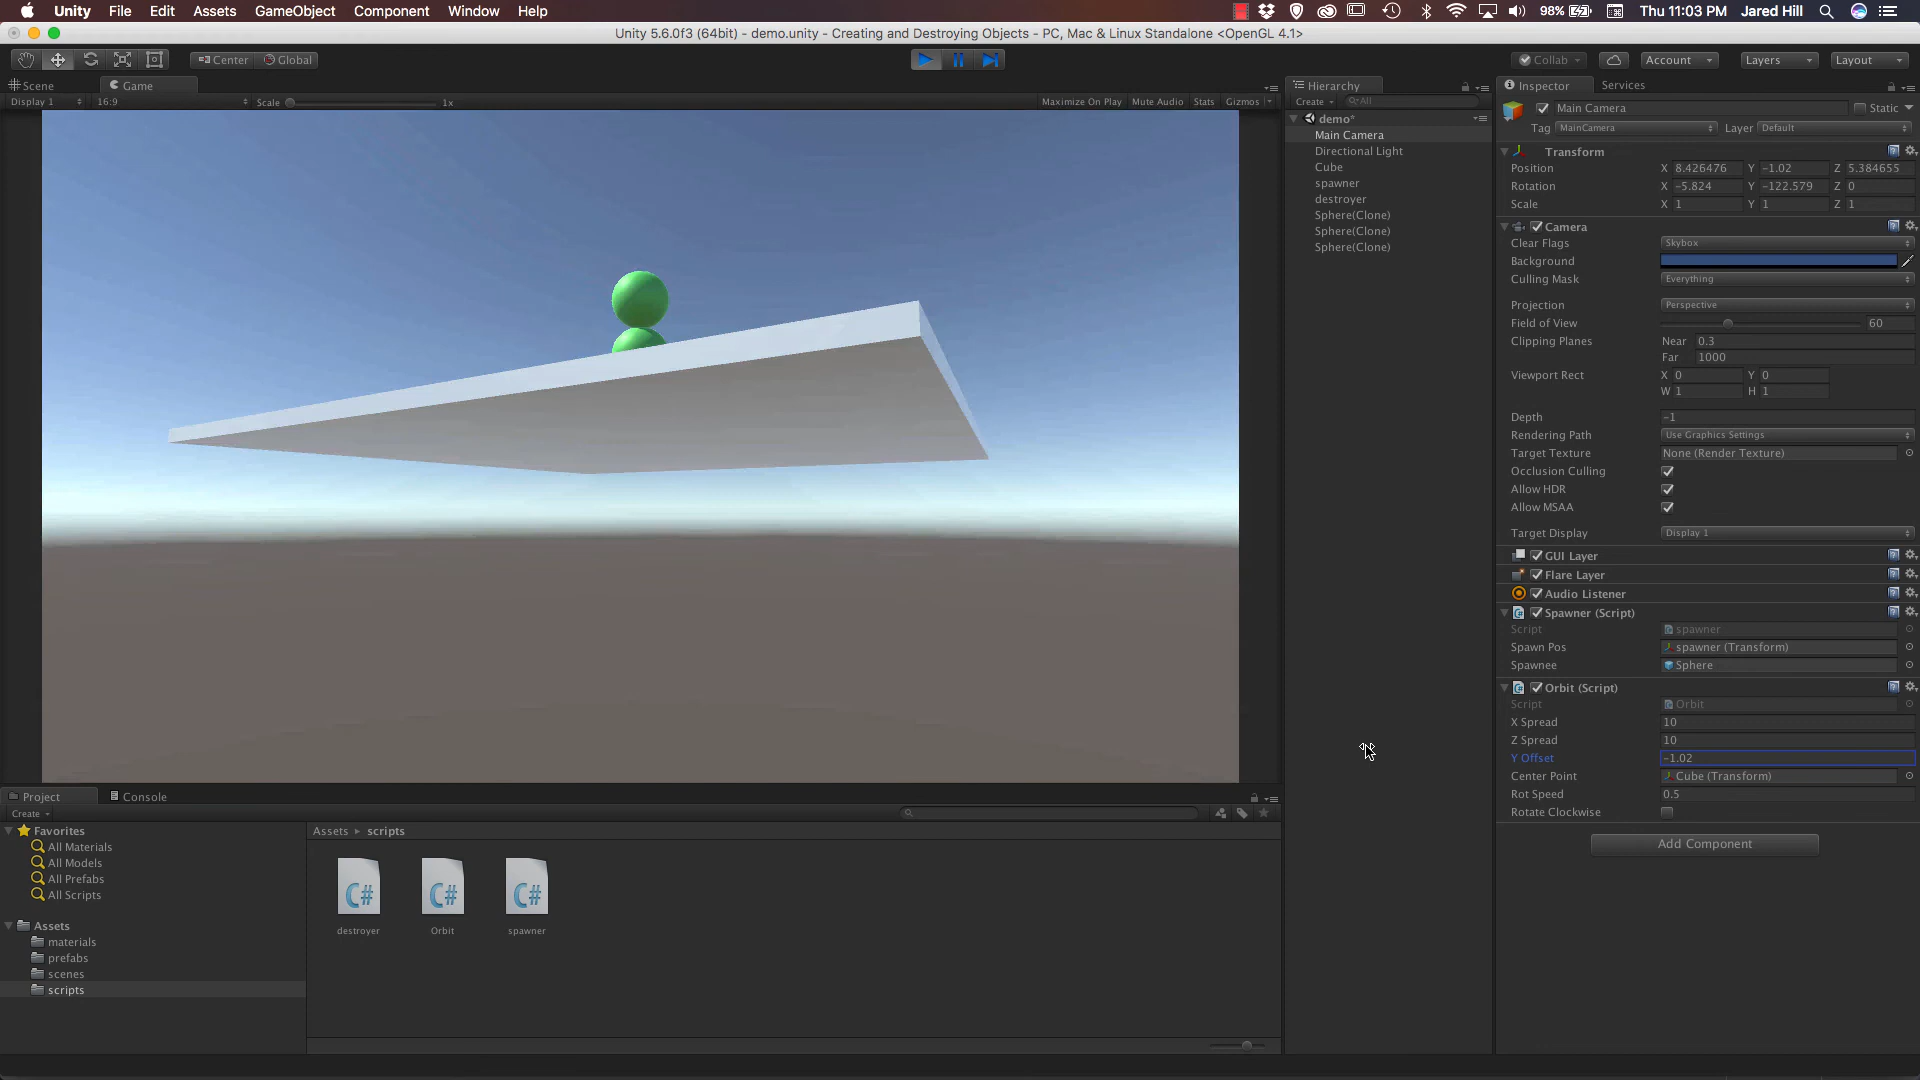 Unity File Edit Assets GameObject Component Window Help 98% Thu 11:03 PM Jared Hill
Unity 5.6.0f3 (64bit) - demo.unity - Creating and Destroying Objects - PC, Mac & Linux Standalone <OpenGL 4.1>
Center Global Collab Account Layers Layout
Scene Game
Display 1 16:9 Scale 1x Maximize On Play Mute Audio Stats Gizmos
Hierarchy
Create All
demo*
Main Camera
Directional Light
Cube
spawner
destroyer
Sphere(Clone)
Sphere(Clone)
Sphere(Clone)
Inspector Services
Main Camera Static
Tag MainCamera Layer Default
Transform
Position X 8.426476 Y -1.02 Z 5.384655
Rotation X -5.824 Y -122.579 Z 0
Scale X 1 Y 1 Z 1
Camera
Clear Flags Skybox
Background
Culling Mask Everything
Projection Perspective
Field of View 60
Clipping Planes Near 0.3
Far 1000
Viewport Rect X 0 Y 0
W 1 H 1
Depth -1
Rendering Path Use Graphics Settings
Target Texture None (Render Texture)
Occlusion Culling
Allow HDR
Allow MSAA
Target Display Display 1
GUI Layer
Flare Layer
Audio Listener
Spawner (Script)
Script spawner
Spawn Pos spawner (Transform)
Spawnee Sphere
Orbit (Script)
Script Orbit
X Spread 10
Z Spread 10
Y Offset -1.02
Center Point Cube (Transform)
Rot Speed 0.5
Rotate Clockwise
Add Component
Project Console
Create
Favorites
All Materials
All Models
All Prefabs
All Scripts
Assets
materials
prefabs
scenes
scripts
Assets ▸ scripts
C# C# C#
destroyer Orbit spawner